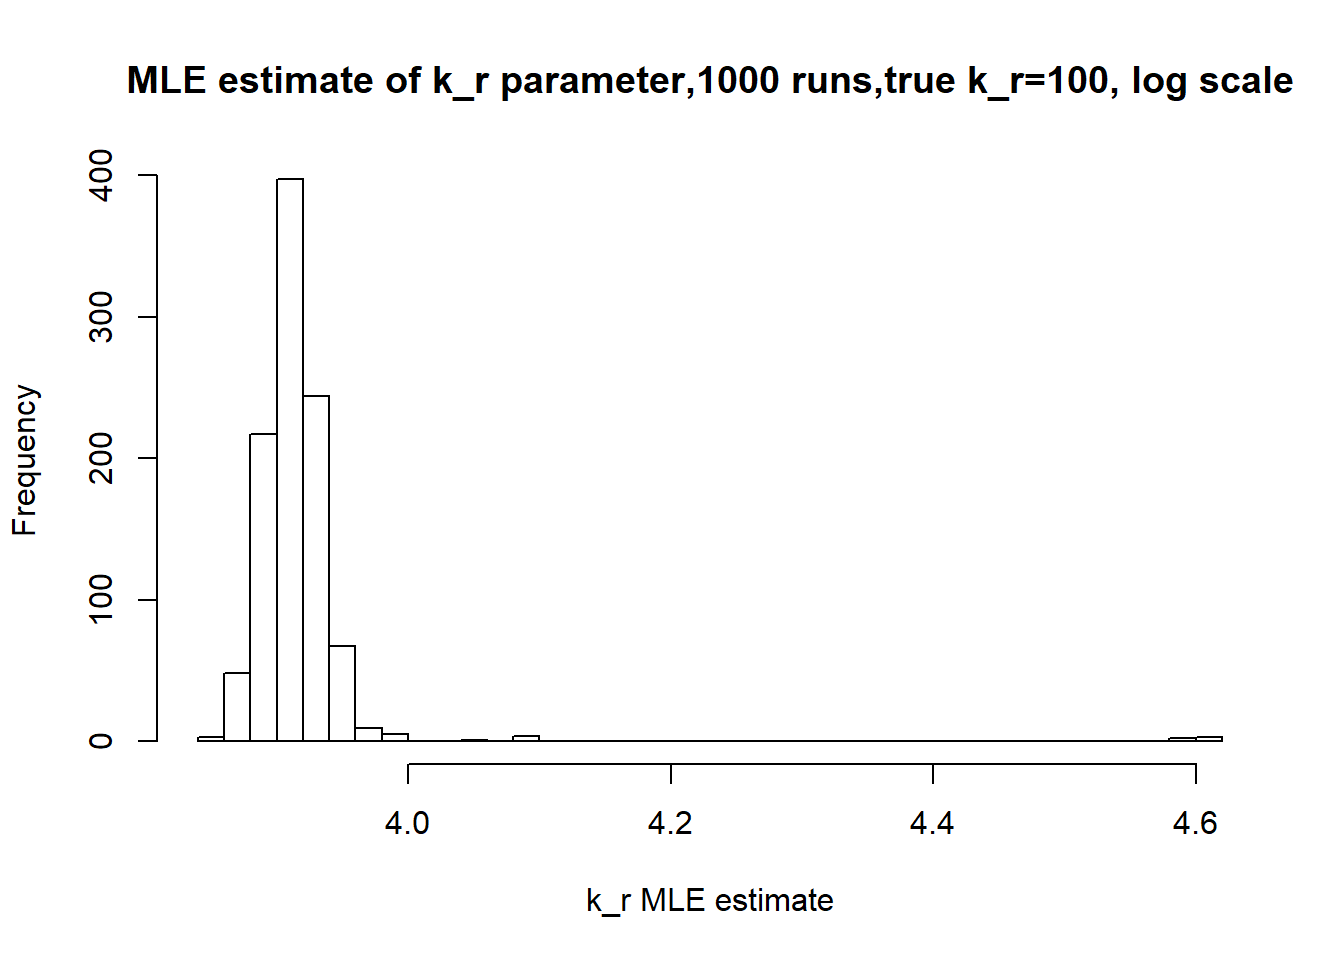 MLE estimate of k_r parameter,1000 runs,true k_r=100, log scale
400
300
200
100
0
Frequency
4.0 4.2 4.4 4.6
k_r MLE estimate